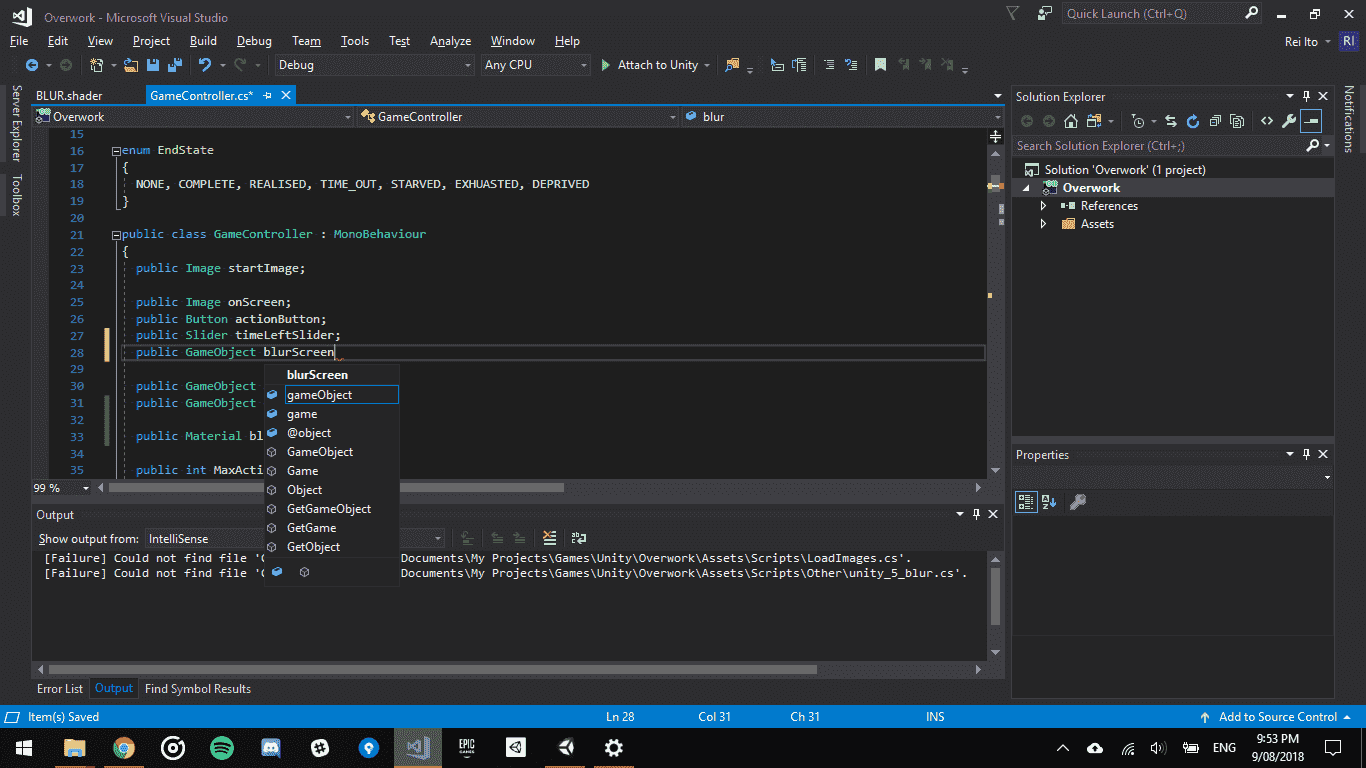 Overwork - Microsoft Visual Studio
Quick Launch (Ctrl+Q)
File Edit View Project Build Debug Team Tools Test Analyze Window Help
Rei Ito RI
Debug Any CPU Attach to Unity
Server Explorer
Toolbox
Notifications
BLUR.shader GameController.cs*
Overwork GameController blur
15
16 enum EndState
17 {
18 NONE, COMPLETE, REALISED, TIME_OUT, STARVED, EXHUASTED, DEPRIVED
19 }
20
21 public class GameController : MonoBehaviour
22 {
23 public Image startImage;
24
25 public Image onScreen;
26 public Button actionButton;
27 public Slider timeLeftSlider;
28 public GameObject blurScreen
29
30 public GameObject
31 public GameObject
32
33 public Material bl
34
35 public int MaxActi
blurScreen
gameObject
game
@object
GameObject
Game
Object
GetGameObject
GetGame
GetObject
99 %
Output
Show output from: IntelliSense
[Failure] Could not find file 'C Documents\My Projects\Games\Unity\Overwork\Assets\Scripts\LoadImages.cs'.
[Failure] Could not find file 'C Documents\My Projects\Games\Unity\Overwork\Assets\Scripts\Other\unity_5_blur.cs'.
Error List Output Find Symbol Results
Solution Explorer
Search Solution Explorer (Ctrl+;)
Solution 'Overwork' (1 project)
Overwork
References
Assets
Properties
Item(s) Saved Ln 28 Col 31 Ch 31 INS Add to Source Control
EPIC
GAMES
ENG
9:53 PM
9/08/2018